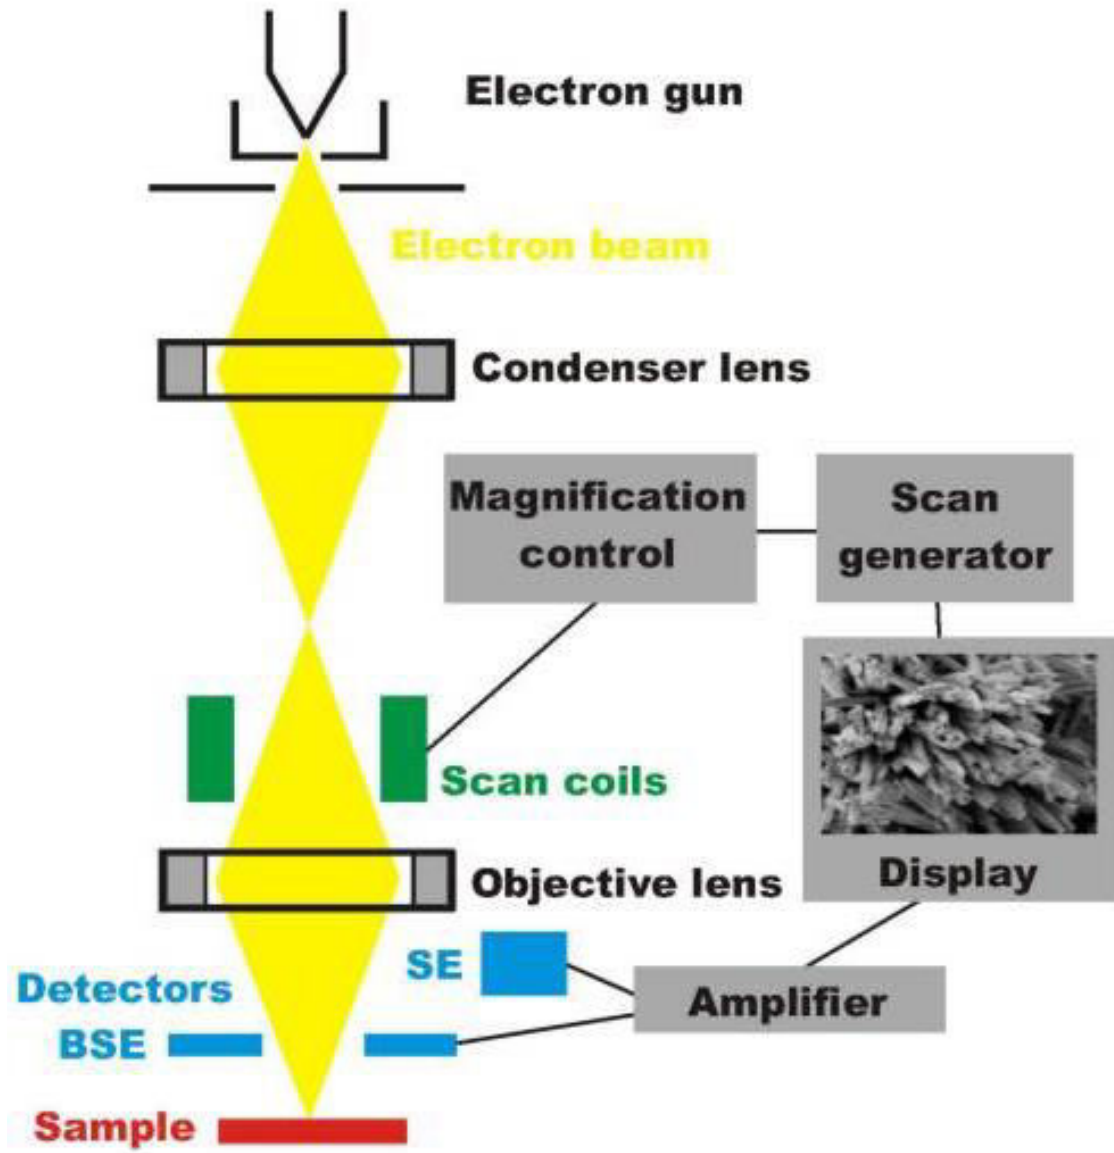 Electron gun
Electron beam
Condenser lens
Magnification
control
Scan
generator
Scan coils
Display
Objective lens
SE
Detectors
Amplifier
BSE
Sample